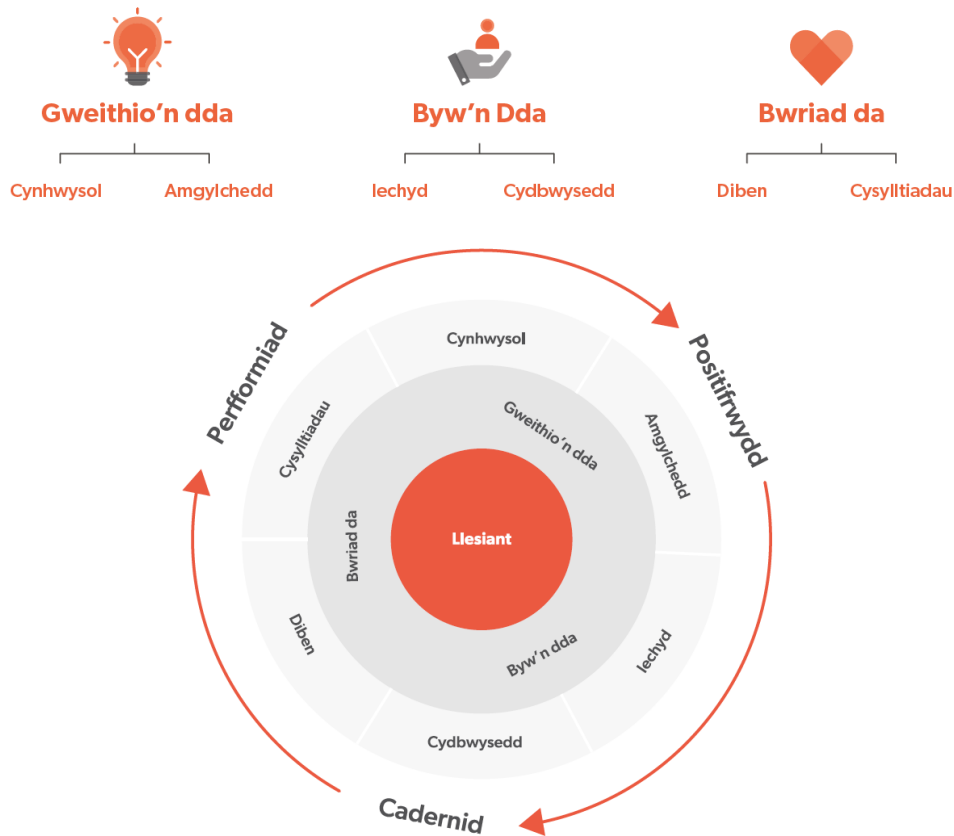 Gweithio’n dda
Byw’n Dda
Bwriad da
Cynhwysol
Amgylchedd
Iechyd
Cydbwysedd
Diben
Cysylltiadau
Perfformiad
Positifrwydd
Cadernid
Cynhwysol
Amgylchedd
Iechyd
Cydbwysedd
Diben
Cysylltiadau
Gweithio’n dda
Byw’n dda
Bwriad da
Llesiant